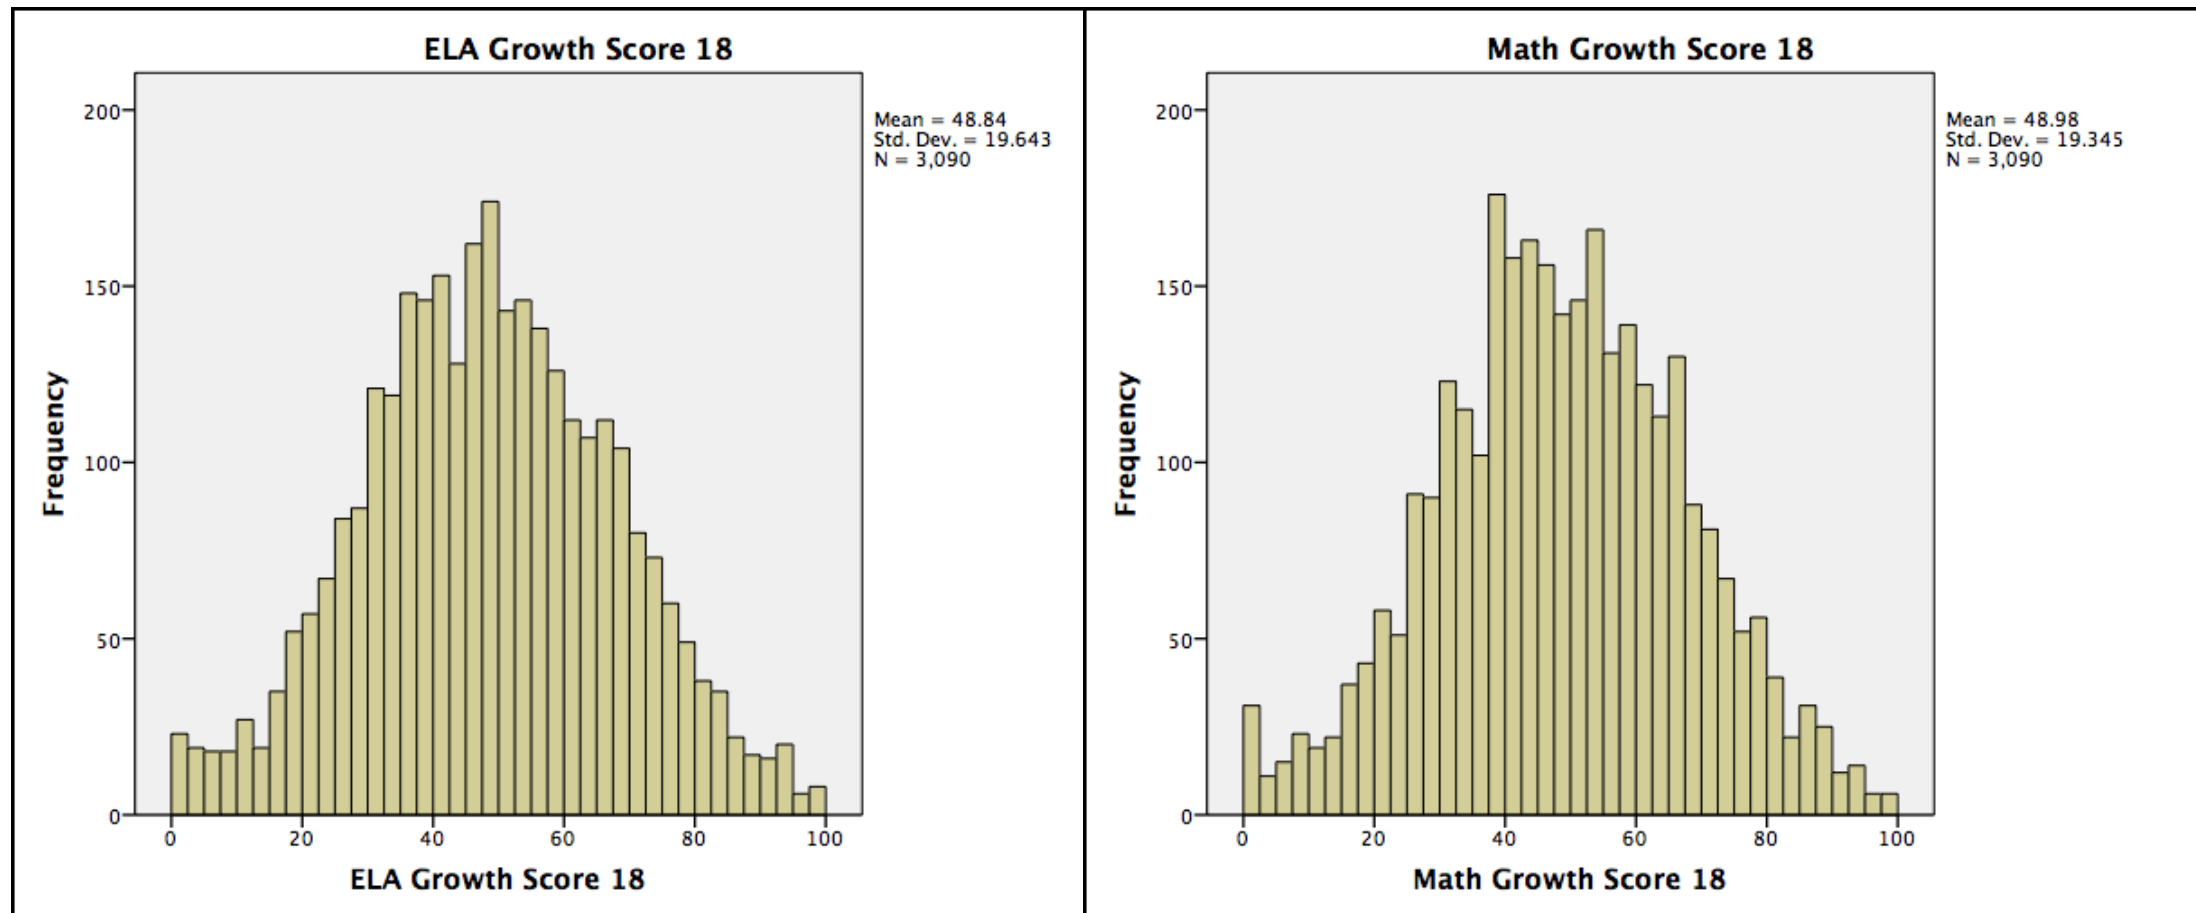 ELA Growth Score 18
200
150
100
50
0
Frequency
0 20 40 60 80 100
ELA Growth Score 18
Mean = 48.84
Std. Dev. = 19.643
N = 3,090
Math Growth Score 18
200
150
100
50
0
Frequency
0 20 40 60 80 100
Math Growth Score 18
Mean = 48.98
Std. Dev. = 19.345
N = 3,090